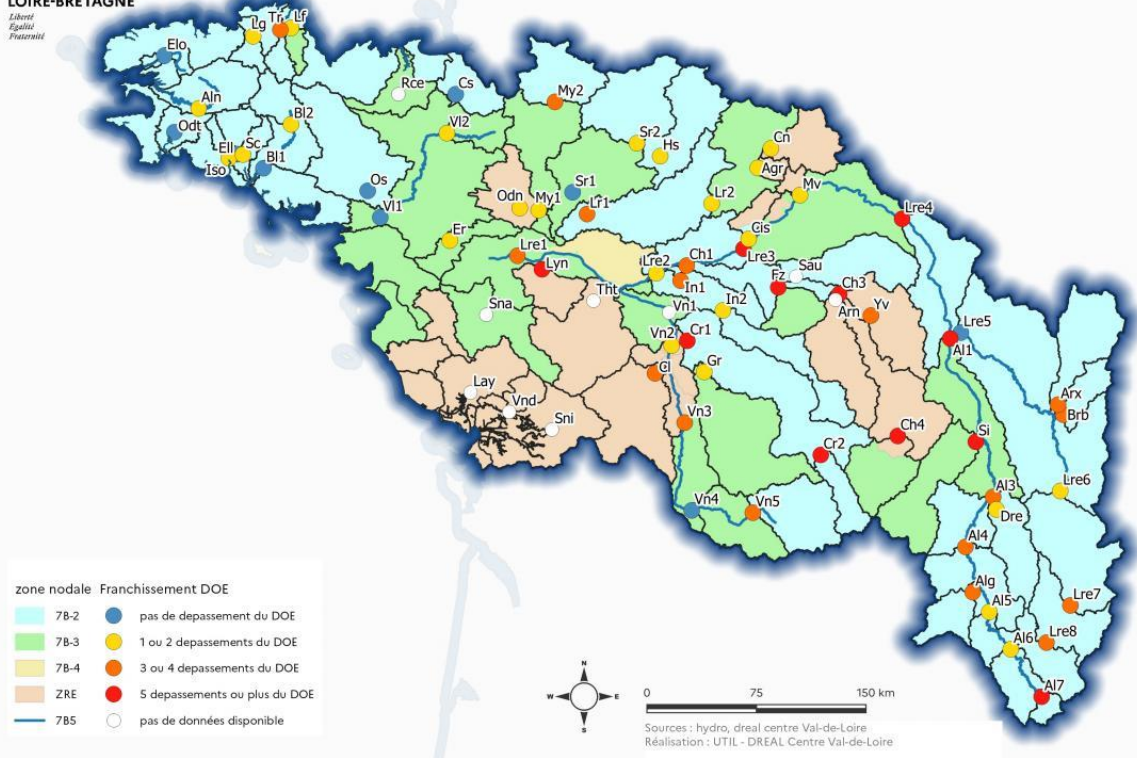 LOIRE-BRETAGNE
Liberté
Égalité
Fraternité
Lg
Tr
Lf
Elo
Aln
Odt
Bl2
Ell
Sc
Iso
Bl1
Rce
Cs
My2
Vl2
Sr2
Hs
Cn
Agr
Os
Vl1
Odn
My1
Sr1
Lr1
Lr2
Mv
Lre4
Er
Cis
Lre3
Lre1
Lyn
Lre2
Ch1
In1
Sau
Fz
Ch3
Arn
Yv
Tht
Sna
Vn1
In2
Lre5
Al1
Vn2
Cr1
Cl
Gr
Lay
Vnd
Sni
Vn3
Ch4
Si
Arx
Brb
Cr2
Vn4
Vn5
Al3
Dre
Lre6
Al4
Alg
Al5
Lre7
Al6
Lre8
Al7
zone nodale Franchissement DOE
7B-2 pas de depassement du DOE
7B-3 1 ou 2 depassements du DOE
7B-4 3 ou 4 depassements du DOE
ZRE 5 depassements ou plus du DOE
7B5 pas de données disponible
N
W E
S
0 75 150 km
Sources : hydro, dreal centre Val-de-Loire
Réalisation : UTIL - DREAL Centre Val-de-Loire